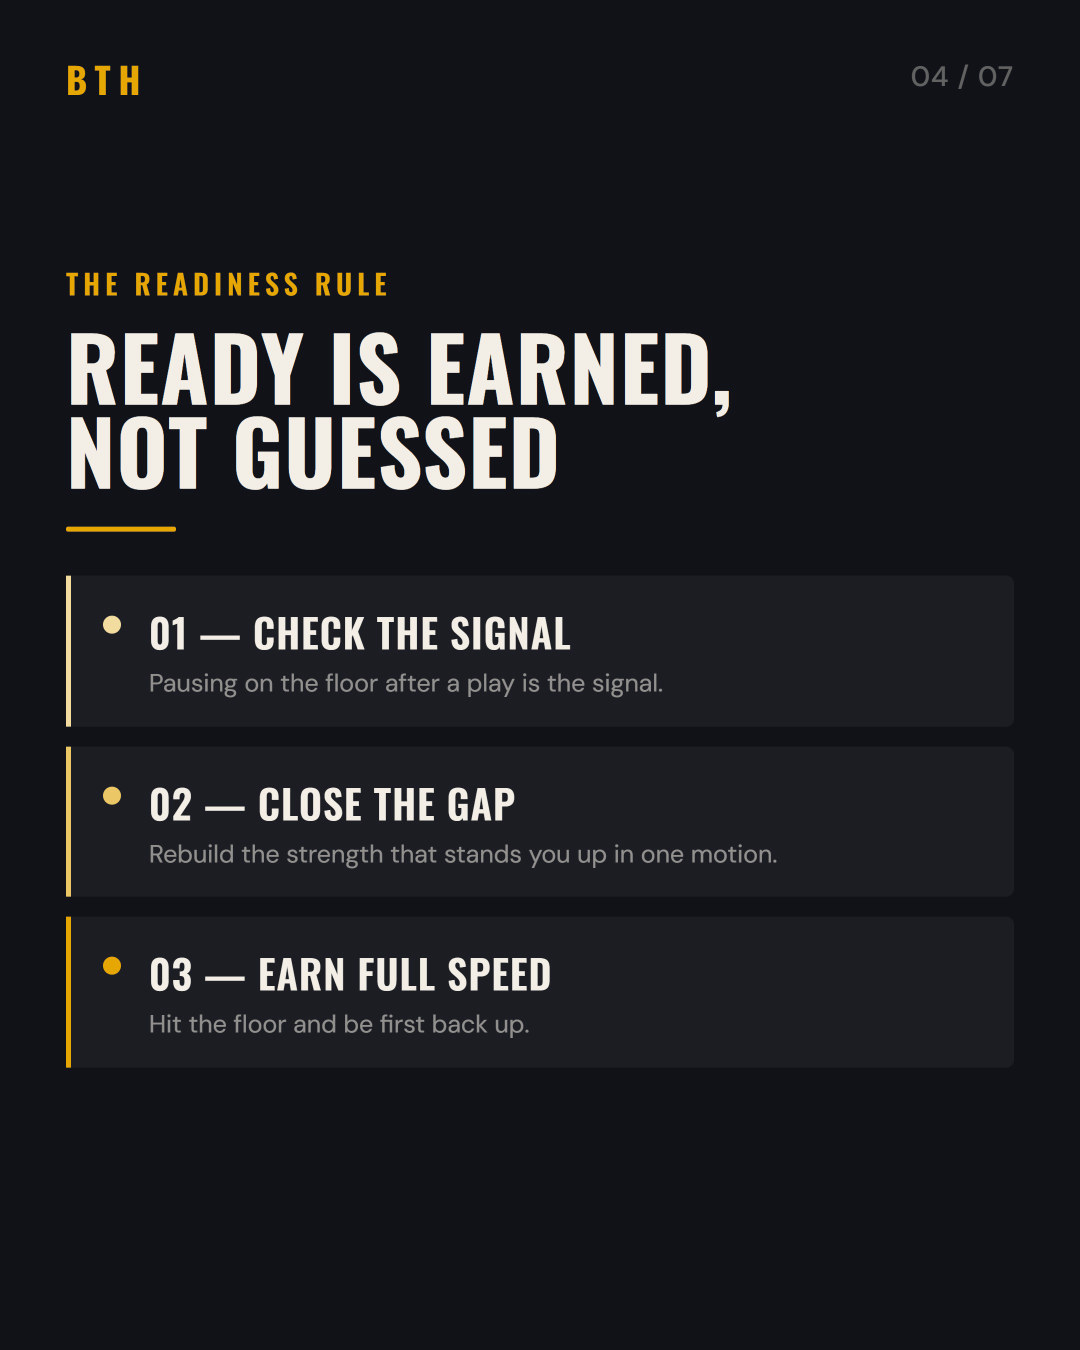 BTH
04 / 07
THE READINESS RULE
READY IS EARNED,
NOT GUESSED
01 — CHECK THE SIGNAL
Pausing on the floor after a play is the signal.
02 — CLOSE THE GAP
Rebuild the strength that stands you up in one motion.
03 — EARN FULL SPEED
Hit the floor and be first back up.